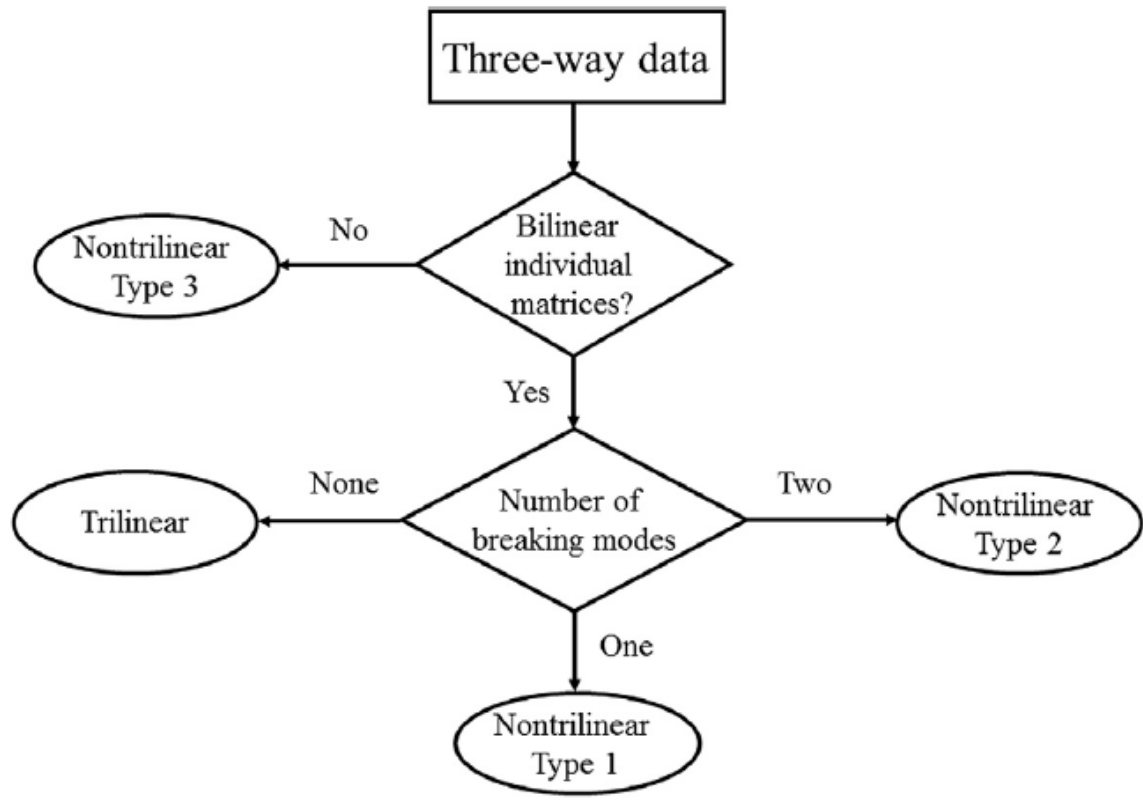 Three-way data
Bilinear
individual
matrices?
No
Nontrilinear
Type 3
Yes
Number of
breaking modes
None
Trilinear
Two
Nontrilinear
Type 2
One
Nontrilinear
Type 1